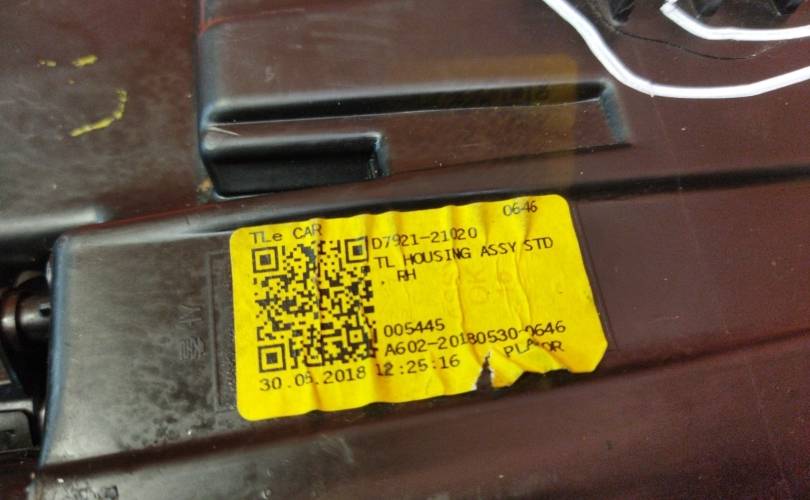 0646
TLe CAR
D7921-21020
TL HOUSING ASSY STD
, RH
005445
A602-20180530-0646
30.05.2018 12:25:16